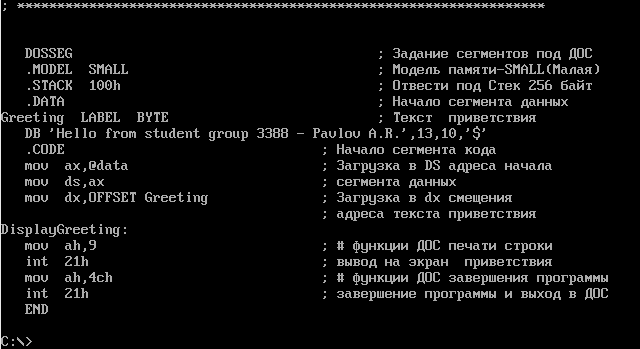 ; ******************************************************************
DOSSEG ; Задание сегментов под ДОС
.MODEL SMALL ; Модель памяти-SMALL(Малая)
.STACK 100h ; Отвести под Стек 256 байт
.DATA ; Начало сегмента данных
Greeting LABEL BYTE ; Текст приветствия
DB 'Hello from student group 3388 - Pavlov A.R.',13,10,'$'
.CODE ; Начало сегмента кода
mov ax,@data ; Загрузка в DS адреса начала
mov ds,ax ; сегмента данных
mov dx,OFFSET Greeting ; Загрузка в dx смещения
; адреса текста приветствия
DisplayGreeting:
mov ah,9 ; # функции ДОС печати строки
int 21h ; вывод на экран приветствия
mov ah,4ch ; # функции ДОС завершения программы
int 21h ; завершение программы и выход в ДОС
END
C:\>